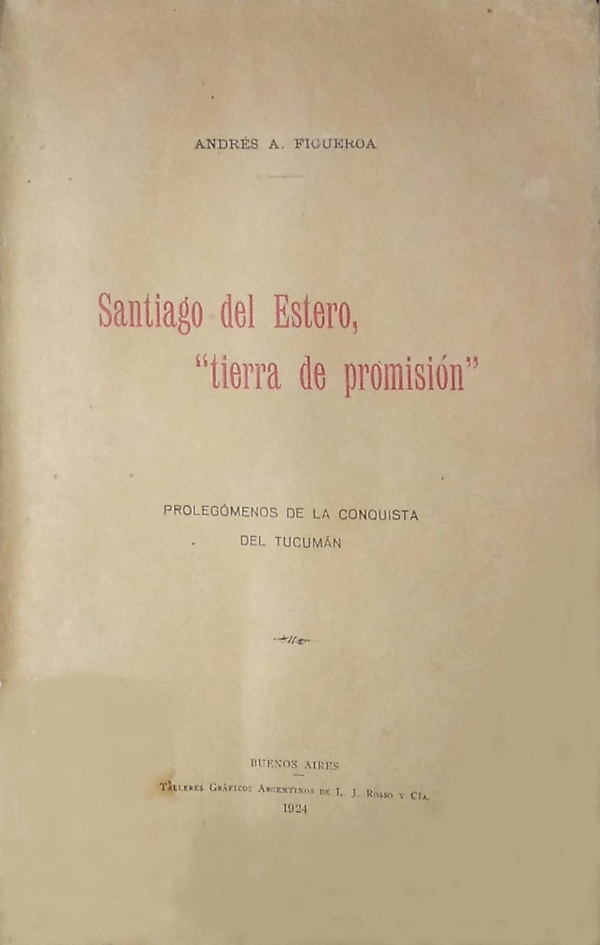 ANDRÉS A. FIGUEROA
Santiago del Estero,
“tierra de promisión”
PROLEGÓMENOS DE LA CONQUISTA
DEL TUCUMÁN
BUENOS AIRES
TALLERES GRÁFICOS ARGENTINOS DE L. J. ROSSO Y CÍA.
1924